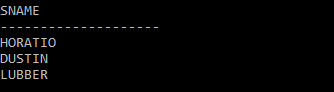 SNAME
--------------------
HORATIO
DUSTIN
LUBBER